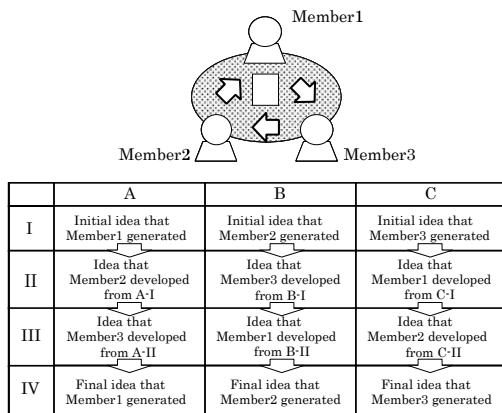 Member1
Member2
Member3
A B C
I
Initial idea that
Member1 generated
Initial idea that
Member2 generated
Initial idea that
Member3 generated
II
Idea that
Member2 developed
from A-I
Idea that
Member3 developed
from B-I
Idea that
Member1 developed
from C-I
III
Idea that
Member3 developed
from A-II
Idea that
Member1 developed
from B-II
Idea that
Member2 developed
from C-II
IV
Final idea that
Member1 generated
Final idea that
Member2 generated
Final idea that
Member3 generated